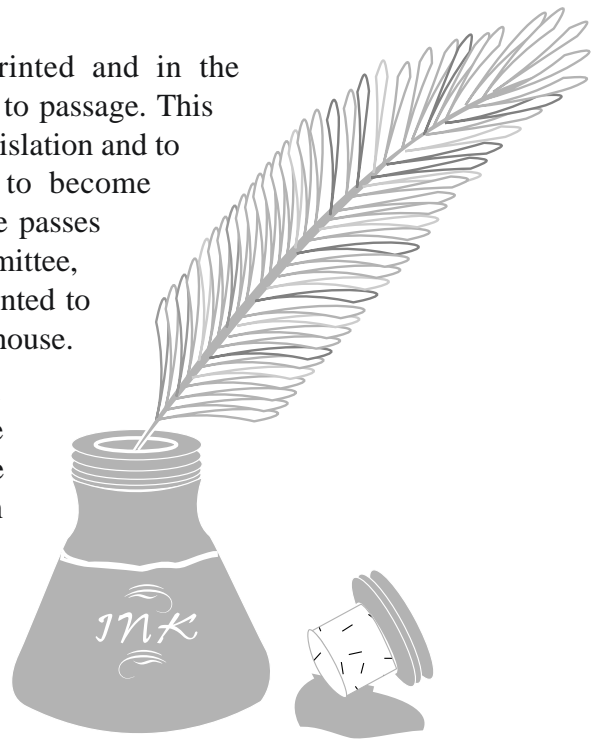 rinted and in the
to passage. This
islation and to
to become
e passes
mittee,
nted to
house.
e
e
n
INK